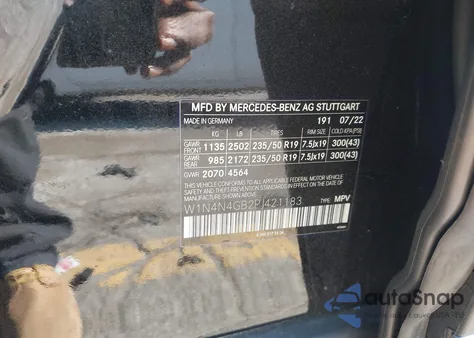 MFD BY MERCEDES-BENZ AG STUTTGART
MADE IN GERMANY 191 07/22
KG LB TIRES RIM SIZE COLD KPA (PSI)
GAWR FRONT 1135 2502 235/50 R19 7.5Jx19 300(43)
GAWR REAR 985 2172 235/50 R19 7.5Jx19 300(43)
GVWR 2070 4564
THIS VEHICLE CONFORMS TO ALL APPLICABLE FEDERAL MOTOR VEHICLE
SAFETY, BUMPER, AND THEFT PREVENTION STANDARDS IN EFFECT
ON THE DATE OF MANUFACTURE SHOWN ABOVE.
W1N4N4GB2PJ421183 TYPE: MPV
autoSnap